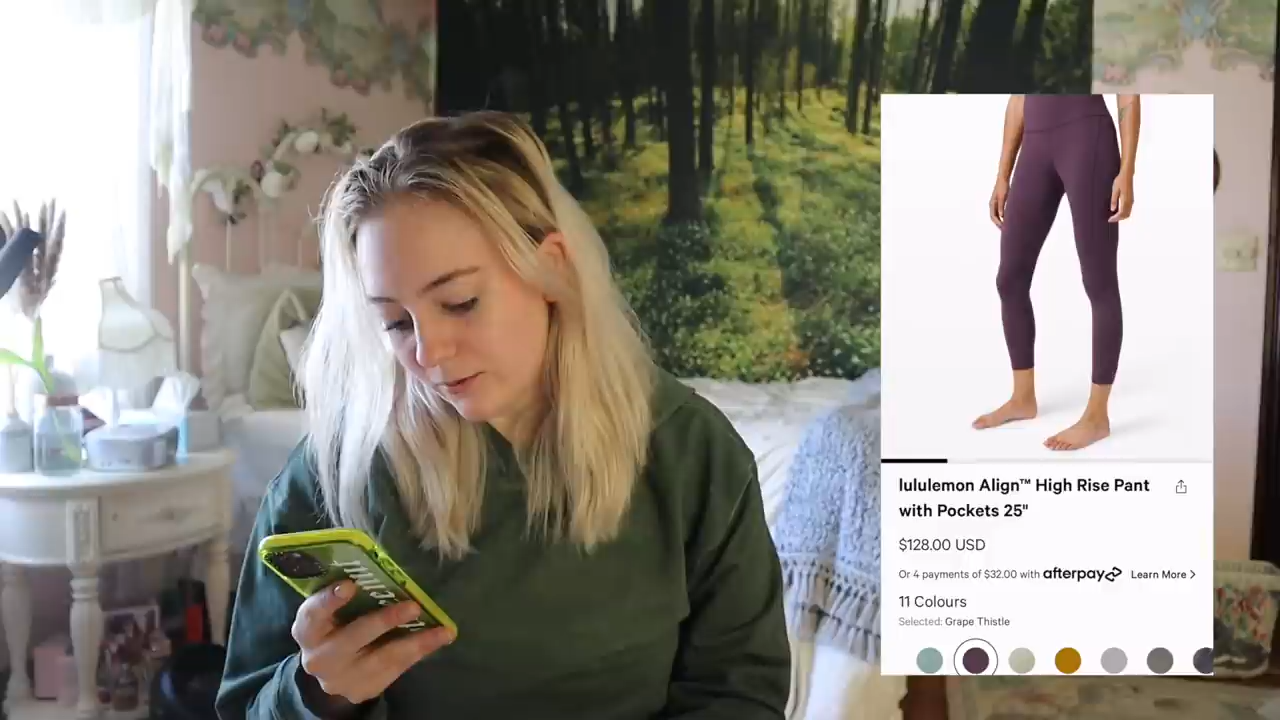 lululemon Align™ High Rise Pant
with Pockets 25"
$128.00 USD
Or 4 payments of $32.00 with afterpay Learn More >
11 Colours
Selected: Grape Thistle